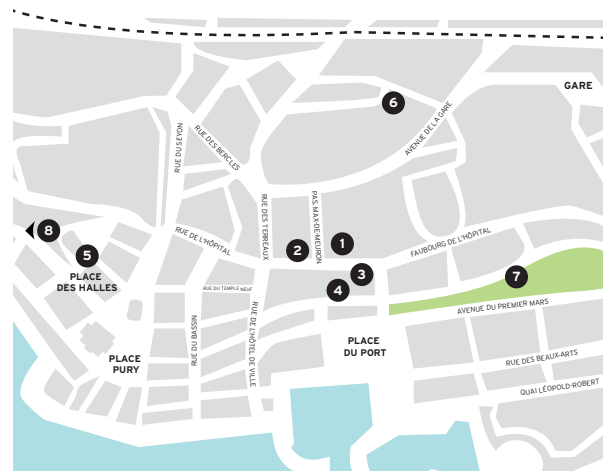 GARE
6
AVENUE DE LA GARE
RUE DU SEYON
RUE DES BERCLES
RUE DES TERREAUX
PAS. MAX-DE-MEURON
8
RUE DE L'HÔPITAL
2
1
FAUBOURG DE L'HÔPITAL
5
3
7
PLACE
DES HALLES
4
RUE DU TEMPLE NEUF
AVENUE DU PREMIER MARS
RUE DU BASSIN
RUE DE L'HÔTEL DE VILLE
PLACE
DU PORT
PLACE
PURY
RUE DES BEAUX-ARTS
QUAI LÉOPOLD-ROBERT